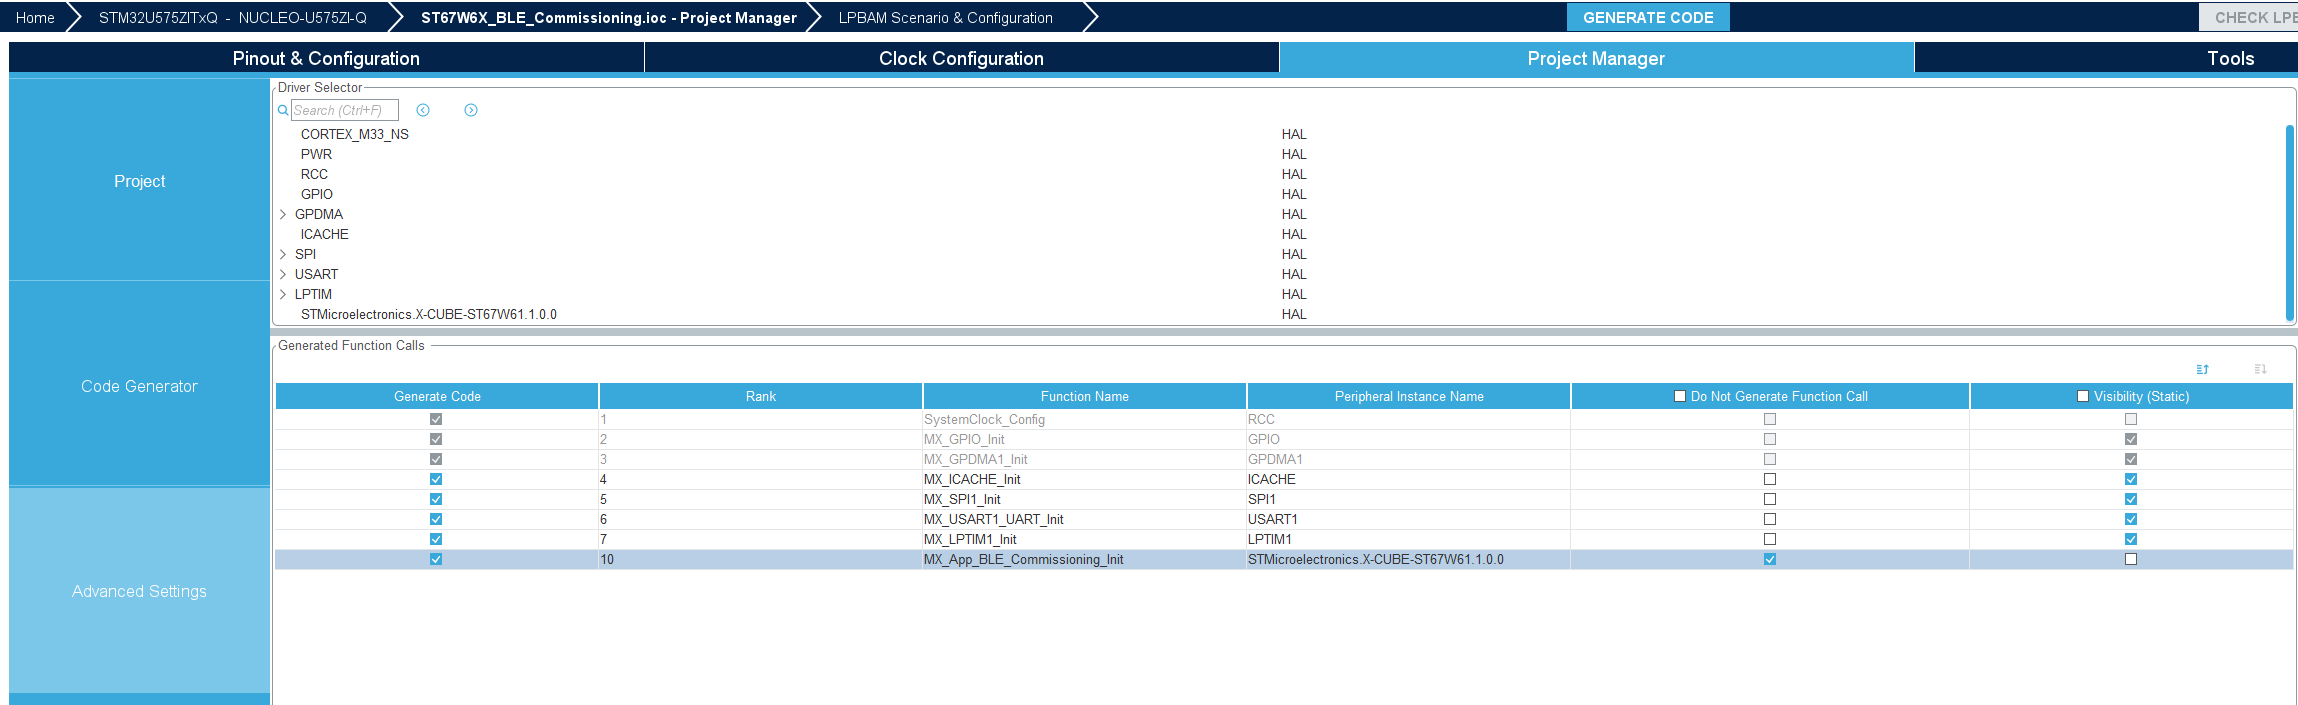 Home STM32U575ZITxQ - NUCLEO-U575ZI-Q ST67W6X_BLE_Commissioning.ioc - Project Manager LPBAM Scenario & Configuration GENERATE CODE CHECK LPB
Pinout & Configuration Clock Configuration Project Manager Tools
Driver Selector
Search (Ctrl+F)
CORTEX_M33_NS HAL
PWR HAL
RCC HAL
Project
GPIO HAL
GPDMA HAL
ICACHE HAL
SPI HAL
USART HAL
LPTIM HAL
STMicroelectronics.X-CUBE-ST67W61.1.0.0 HAL
Generated Function Calls
Code Generator
Generate Code Rank Function Name Peripheral Instance Name Do Not Generate Function Call Visibility (Static)
1 SystemClock_Config RCC
2 MX_GPIO_Init GPIO
3 MX_GPDMA1_Init GPDMA1
4 MX_ICACHE_Init ICACHE
5 MX_SPI1_Init SPI1
6 MX_USART1_UART_Init USART1
7 MX_LPTIM1_Init LPTIM1
10 MX_App_BLE_Commissioning_Init STMicroelectronics.X-CUBE-ST67W61.1.0.0
Advanced Settings